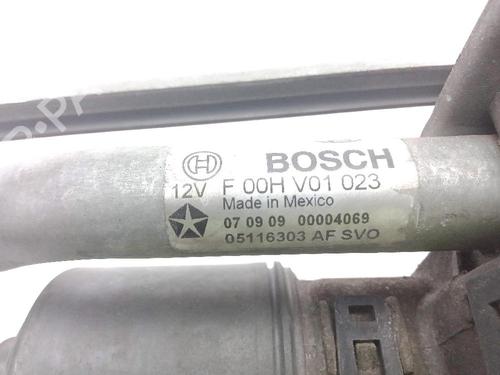 BOSCH
12V F 00H V01 023
Made in Mexico
07 09 09 00004069
05116303 AF SVO